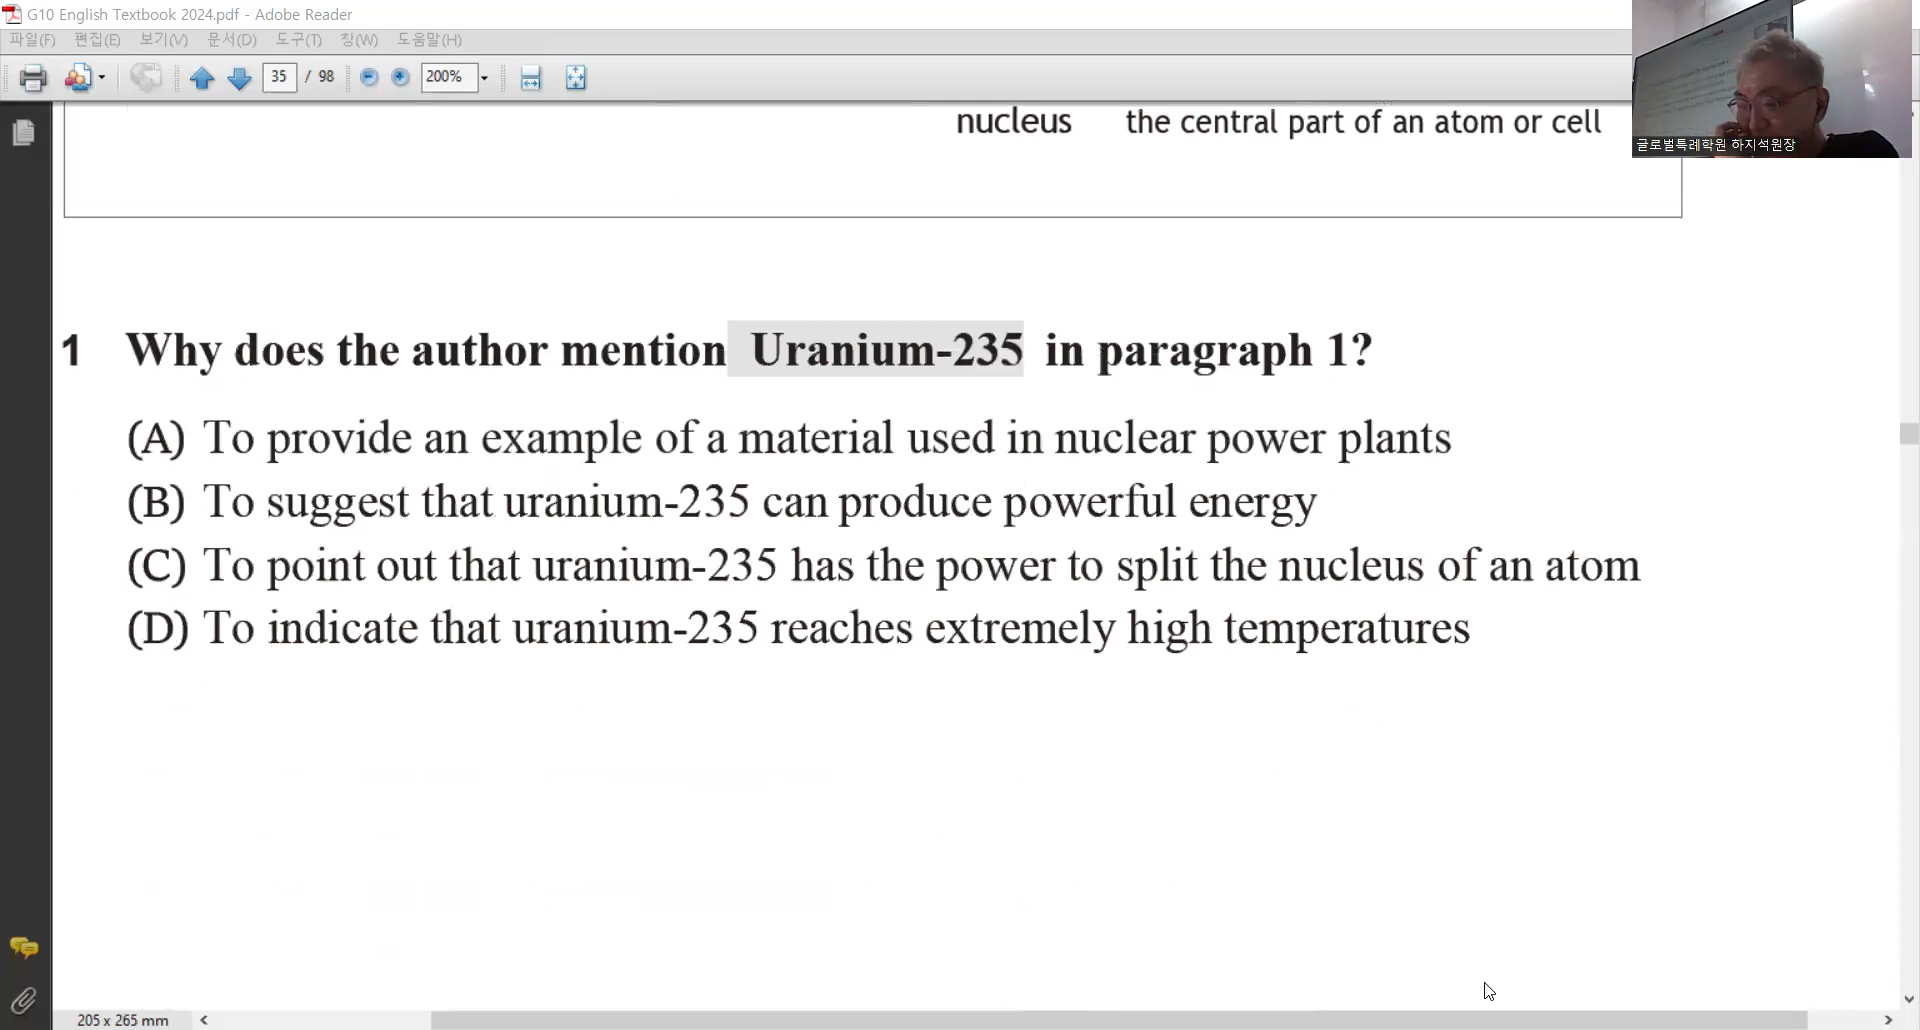 G10 English Textbook 2024.pdf - Adobe Reader
파일(F) 편집(E) 보기(V) 문서(D) 도구(T) 창(W) 도움말(H)
35 / 98 200%
nucleus the central part of an atom or cell
글로벌특례학원 하지석원장
1 Why does the author mention Uranium-235 in paragraph 1?
(A) To provide an example of a material used in nuclear power plants
(B) To suggest that uranium-235 can produce powerful energy
(C) To point out that uranium-235 has the power to split the nucleus of an atom
(D) To indicate that uranium-235 reaches extremely high temperatures
205 x 265 mm